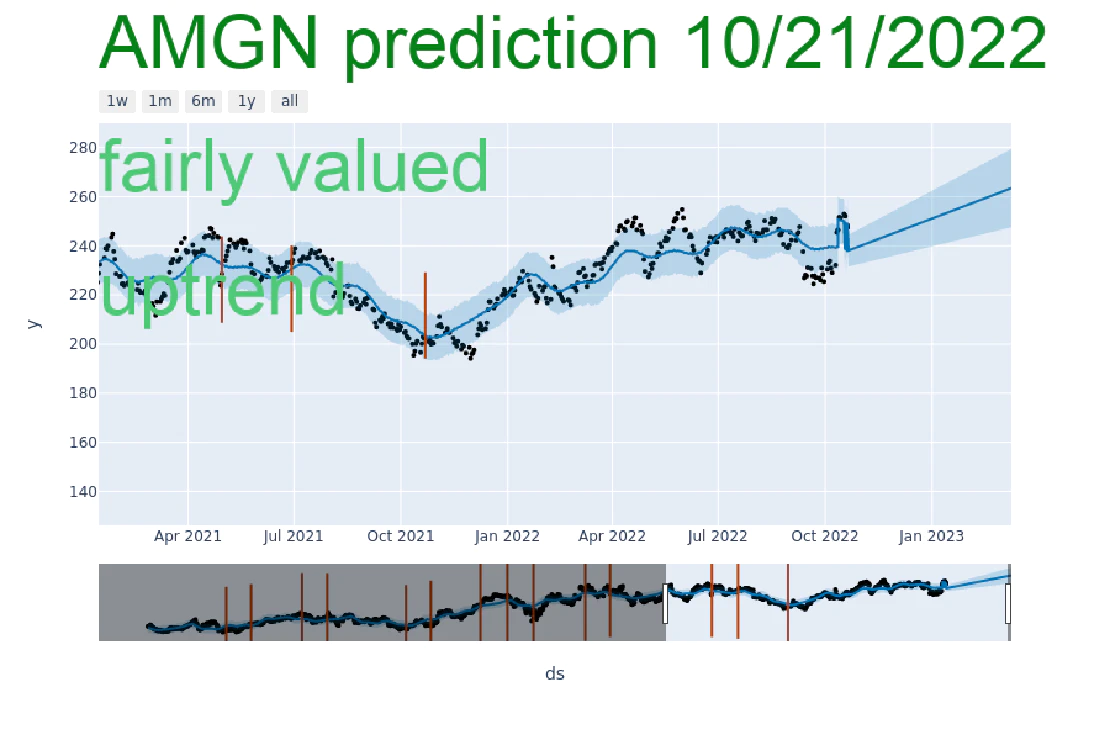 AMGN prediction 10/21/2022
1w 1m 6m 1y all
fairly valued
uptrend
280
260
240
220
200
180
160
140
y
Apr 2021 Jul 2021 Oct 2021 Jan 2022 Apr 2022 Jul 2022 Oct 2022 Jan 2023
ds